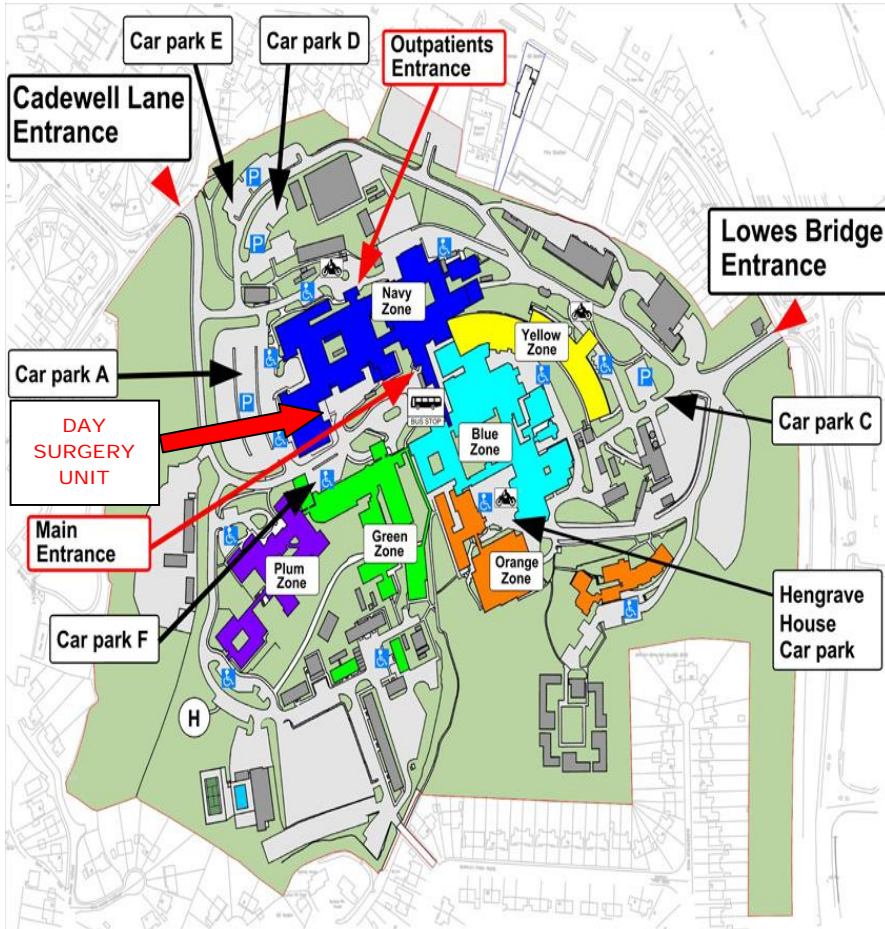 Car park E
Car park D
Outpatients
Entrance
Cadewell Lane
Entrance
P
Lowes Bridge
Entrance
P
Navy
Zone
Yellow
Zone
Car park A
P
P
DAY
SURGERY
UNIT
BUS STOP
Car park C
Blue
Zone
Main
Entrance
Green
Zone
Plum
Zone
Orange
Zone
Car park F
Hengrave
House
Car park
H